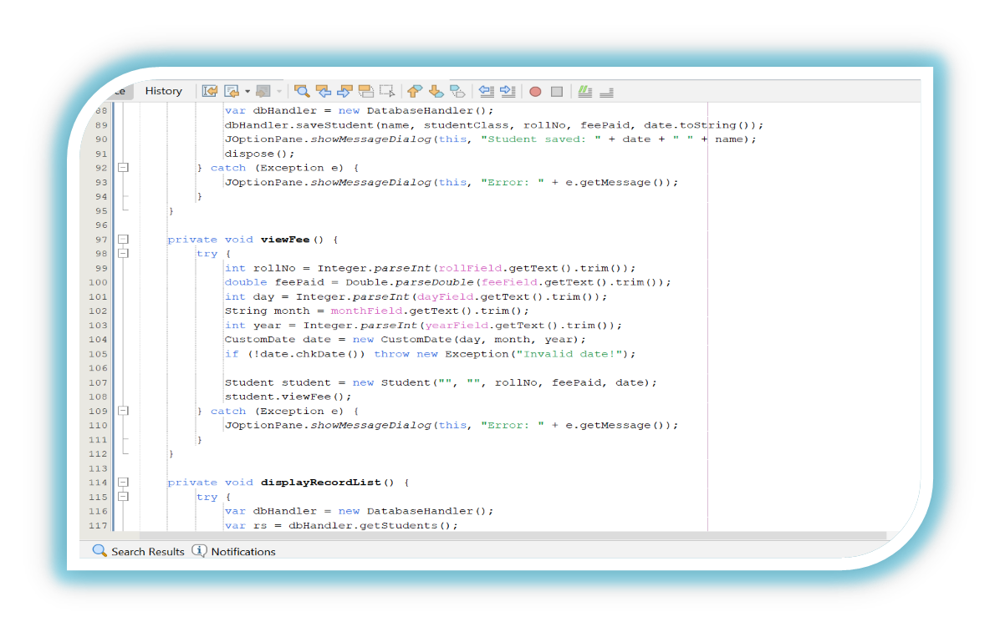 ce History
88 var dbHandler = new DatabaseHandler();
89 dbHandler.saveStudent(name, studentClass, rollNo, feePaid, date.toString());
90 JOptionPane.showMessageDialog(this, "Student saved: " + date + " " + name);
91 dispose();
92 } catch (Exception e) {
93 JOptionPane.showMessageDialog(this, "Error: " + e.getMessage());
94 }
95 }
96
97 private void viewFee() {
98 try {
99 int rollNo = Integer.parseInt(rollField.getText().trim());
100 double feePaid = Double.parseDouble(feeField.getText().trim());
101 int day = Integer.parseInt(dayField.getText().trim());
102 String month = monthField.getText().trim();
103 int year = Integer.parseInt(yearField.getText().trim());
104 CustomDate date = new CustomDate(day, month, year);
105 if (!date.chkDate()) throw new Exception("Invalid date!");
106
107 Student student = new Student("", "", rollNo, feePaid, date);
108 student.viewFee();
109 } catch (Exception e) {
110 JOptionPane.showMessageDialog(this, "Error: " + e.getMessage());
111 }
112 }
113
114 private void displayRecordList() {
115 try {
116 var dbHandler = new DatabaseHandler();
117 var rs = dbHandler.getStudents();
Search Results Notifications